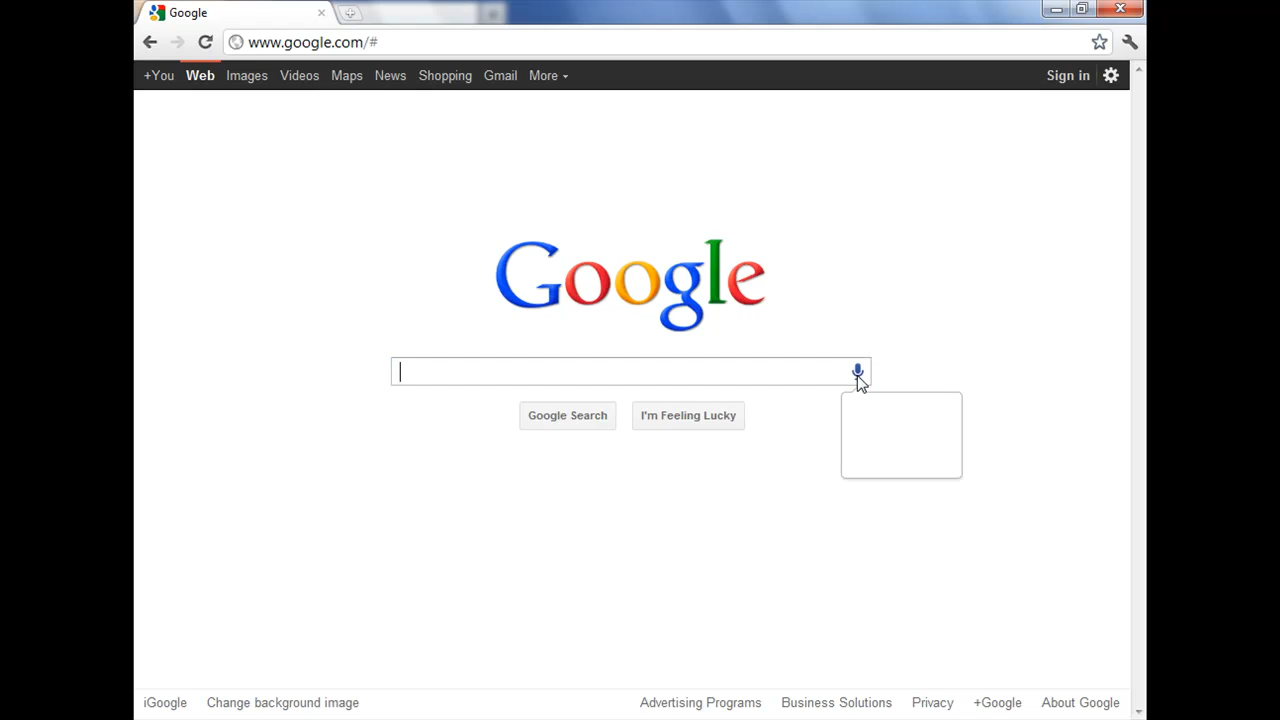 Google
www.google.com/#
+You Web Images Videos Maps News Shopping Gmail More Sign in
Google
Google Search I'm Feeling Lucky
iGoogle Change background image Advertising Programs Business Solutions Privacy +Google About Google